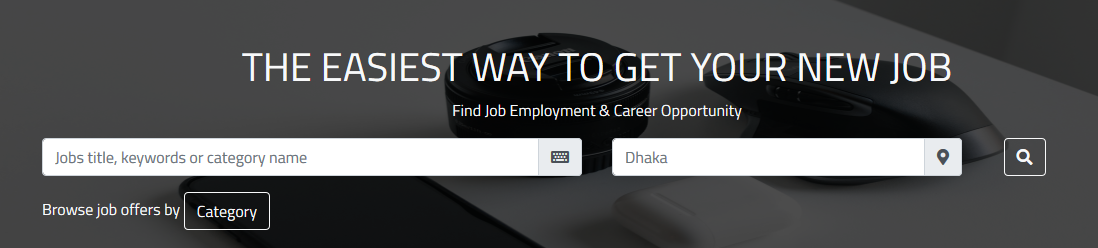 THE EASIEST WAY TO GET YOUR NEW JOB
Find Job Employment & Career Opportunity
Jobs title, keywords or category name
Dhaka
Browse job offers by Category